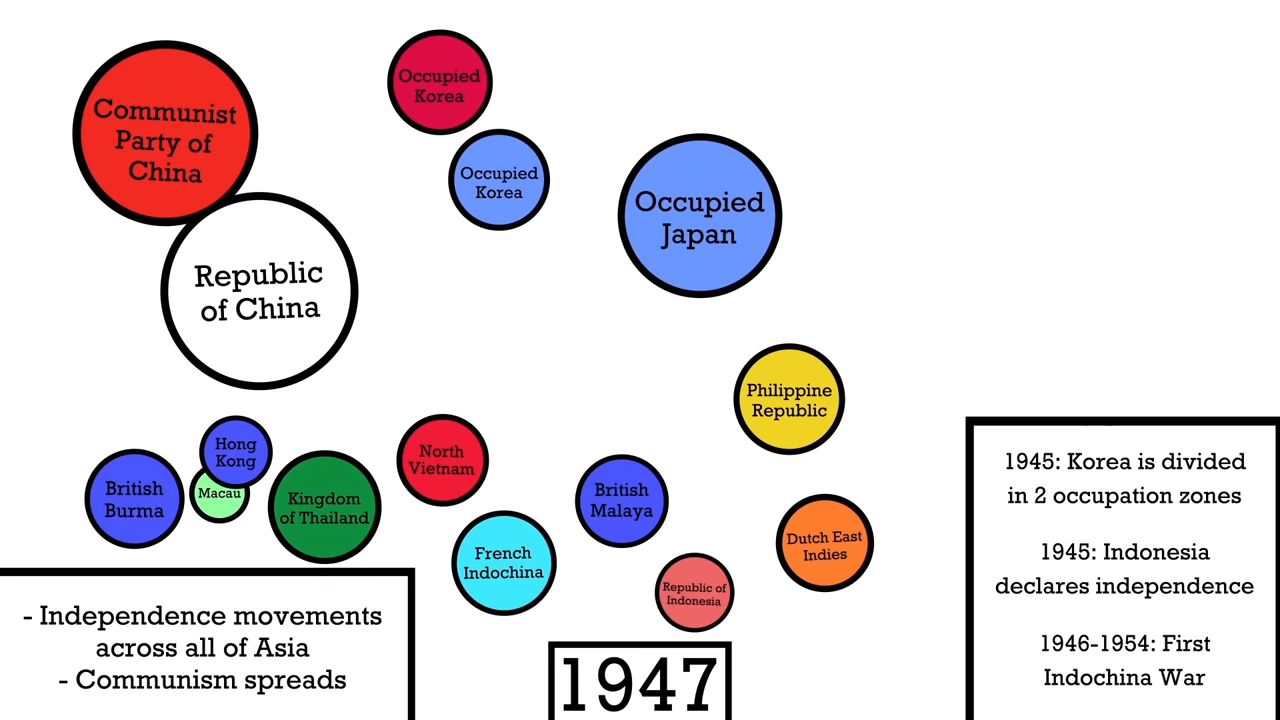 Communist
Party of
China
Occupied
Korea
Occupied
Korea
Occupied
Japan
Republic
of China
Philippine
Republic
Hong
Kong
Macau
British
Burma
Kingdom
of Thailand
North
Vietnam
French
Indochina
British
Malaya
Republic of
Indonesia
Dutch East
Indies
- Independence movements
across all of Asia
- Communism spreads
1947
1945: Korea is divided
in 2 occupation zones
1945: Indonesia
declares independence
1946-1954: First
Indochina War